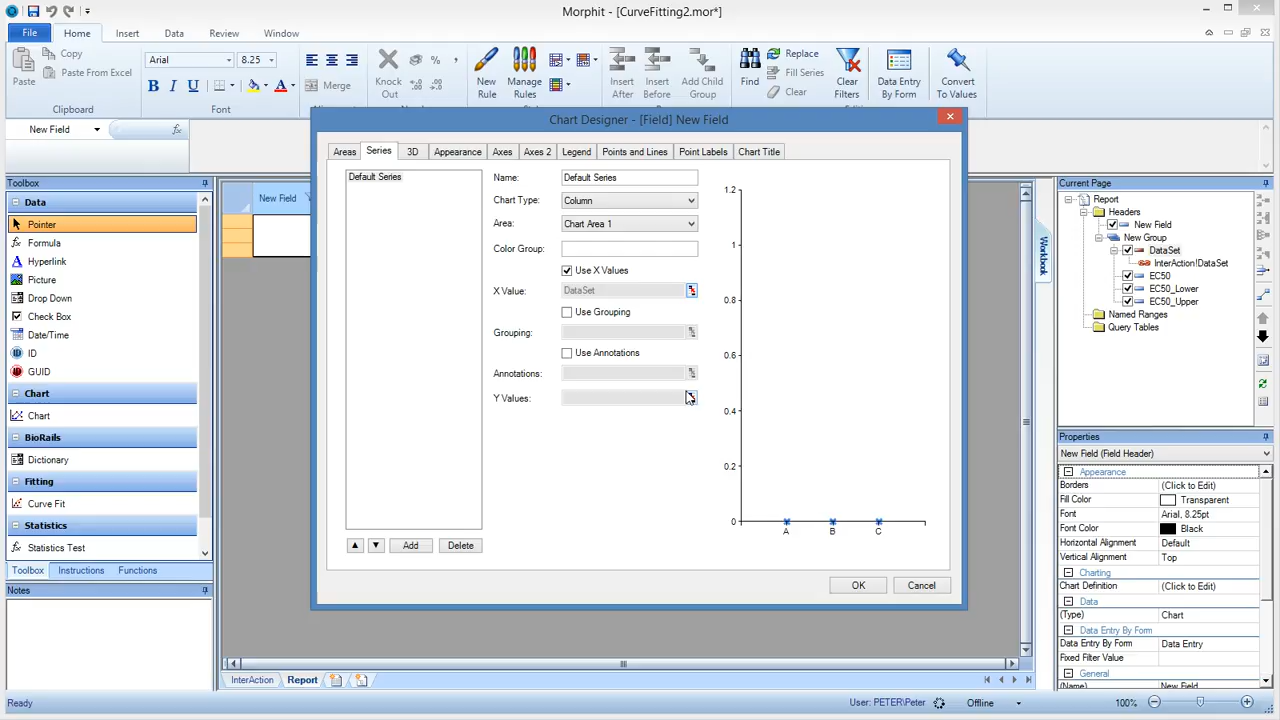 Morphit - [CurveFitting2.mor*]
File
Home
Insert
Data
Review
Window
Paste
Copy
Paste From Excel
Clipboard
Arial
8.25
B I U
Font
Merge
Knock Out
New Rule
Manage Rules
Insert After
Insert Before
Add Child Group
Find
Replace
Fill Series
Clear
Clear Filters
Data Entry By Form
Convert To Values
New Field
fx
Toolbox
Data
Pointer
Formula
Hyperlink
Picture
Drop Down
Check Box
Date/Time
ID
GUID
Chart
Chart
BioRails
Dictionary
Fitting
Curve Fit
Statistics
Statistics Test
Toolbox
Instructions
Functions
Notes
New Field
Chart Designer - [Field] New Field
Areas
Series
3D
Appearance
Axes
Axes 2
Legend
Points and Lines
Point Labels
Chart Title
Default Series
Name: Default Series
Chart Type: Column
Area: Chart Area 1
Color Group:
Use X Values
X Value: DataSet
Use Grouping
Grouping:
Use Annotations
Annotations:
Y Values:
1.2
1
0.8
0.6
0.4
0.2
0
A B C
Add
Delete
OK
Cancel
Workbook
Current Page
Report
Headers
New Field
New Group
DataSet
InterAction!DataSet
EC50
EC50_Lower
EC50_Upper
Named Ranges
Query Tables
Properties
New Field (Field Header)
Appearance
Borders (Click to Edit)
Fill Color Transparent
Font Arial, 8.25pt
Font Color Black
Horizontal Alignment Default
Vertical Alignment Top
Charting
Chart Definition (Click to Edit)
Data
(Type) Chart
Data Entry By Form
Data Entry By Form Data Entry
Fixed Filter Value
General
(Name) New Field
InterAction
Report
Ready
User: PETER\Peter
Offline
100%